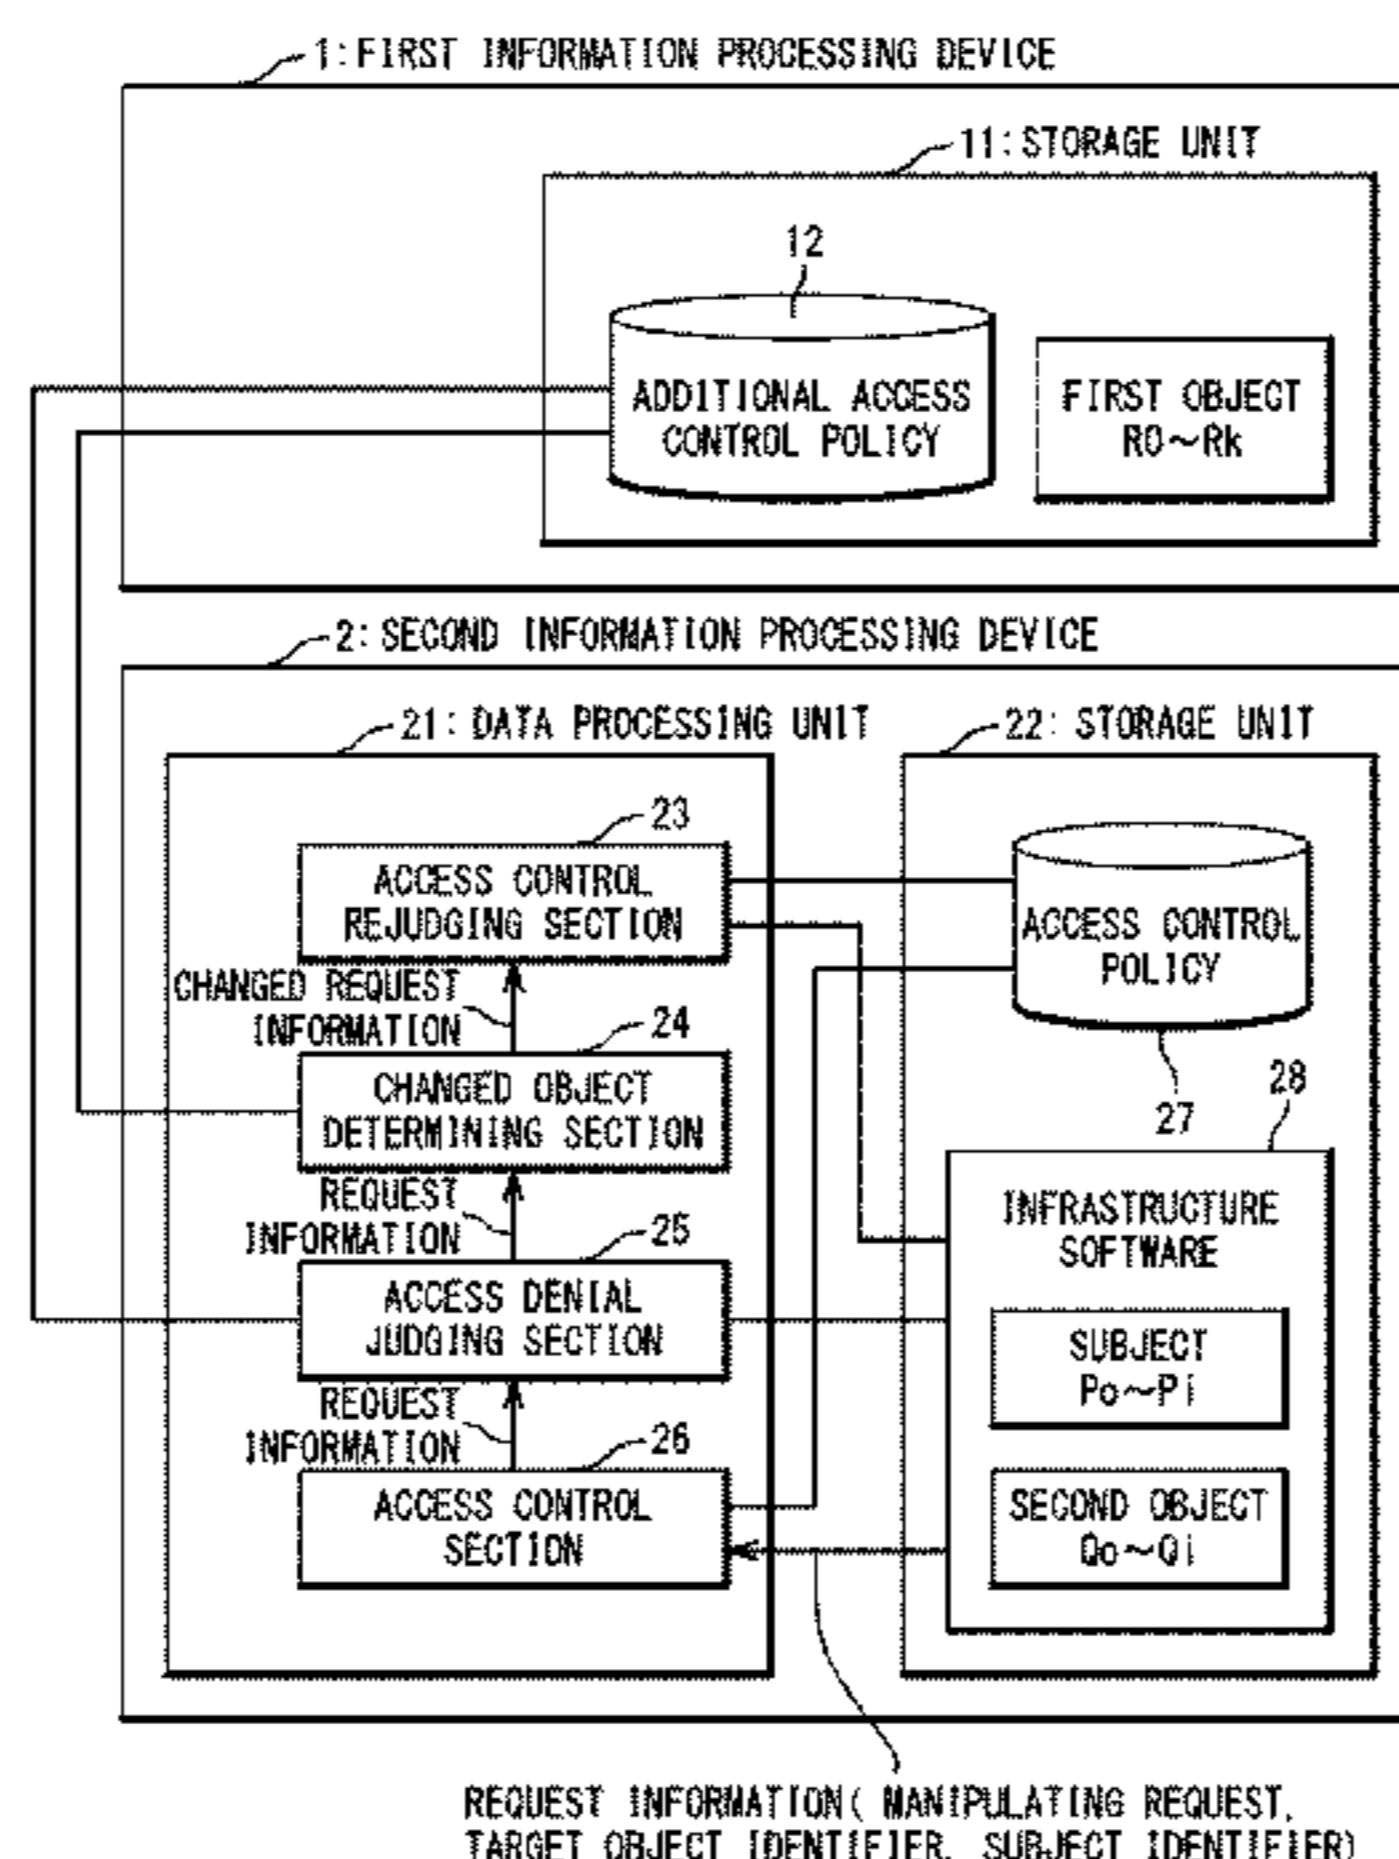 1: FIRST INFORMATION PROCESSING DEVICE
11: STORAGE UNIT
12
ADDITIONAL ACCESS
CONTROL POLICY
FIRST OBJECT
R0~Rk
2: SECOND INFORMATION PROCESSING DEVICE
21: DATA PROCESSING UNIT
22: STORAGE UNIT
23
ACCESS CONTROL
REJUDGING SECTION
ACCESS CONTROL
POLICY
27
CHANGED REQUEST
INFORMATION
24
CHANGED OBJECT
DETERMINING SECTION
28
INFRASTRUCTURE
SOFTWARE
REQUEST
INFORMATION
25
ACCESS DENIAL
JUDGING SECTION
SUBJECT
Po~Pi
REQUEST
INFORMATION
26
ACCESS CONTROL
SECTION
SECOND OBJECT
Qo~Qi
REQUEST INFORMATION( MANIPULATING REQUEST,
TARGET OBJECT IDENTIFIER, SUBJECT IDENTIFIER)